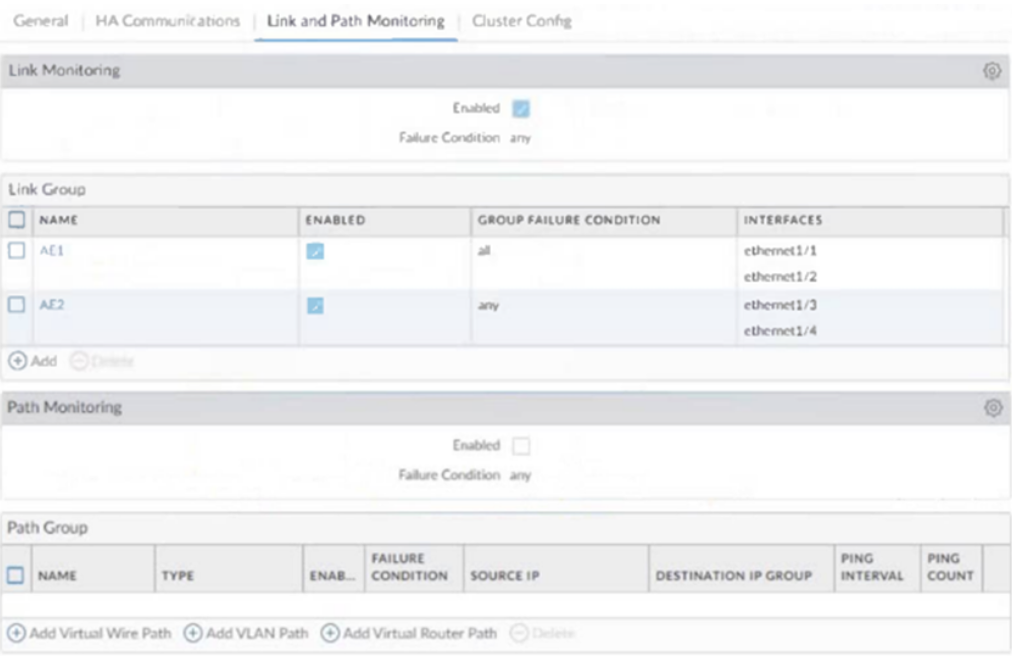 General | HA Communications | Link and Path Monitoring | Cluster Config
Link Monitoring
Enabled
Failure Condition any
Link Group
NAME ENABLED GROUP FAILURE CONDITION INTERFACES
AE1 all ethernet1/1
ethernet1/2
AE2 any ethernet1/3
ethernet1/4
Add Delete
Path Monitoring
Enabled
Failure Condition any
Path Group
NAME TYPE ENAB... FAILURE CONDITION SOURCE IP DESTINATION IP GROUP PING INTERVAL PING COUNT
Add Virtual Wire Path Add VLAN Path Add Virtual Router Path Delete